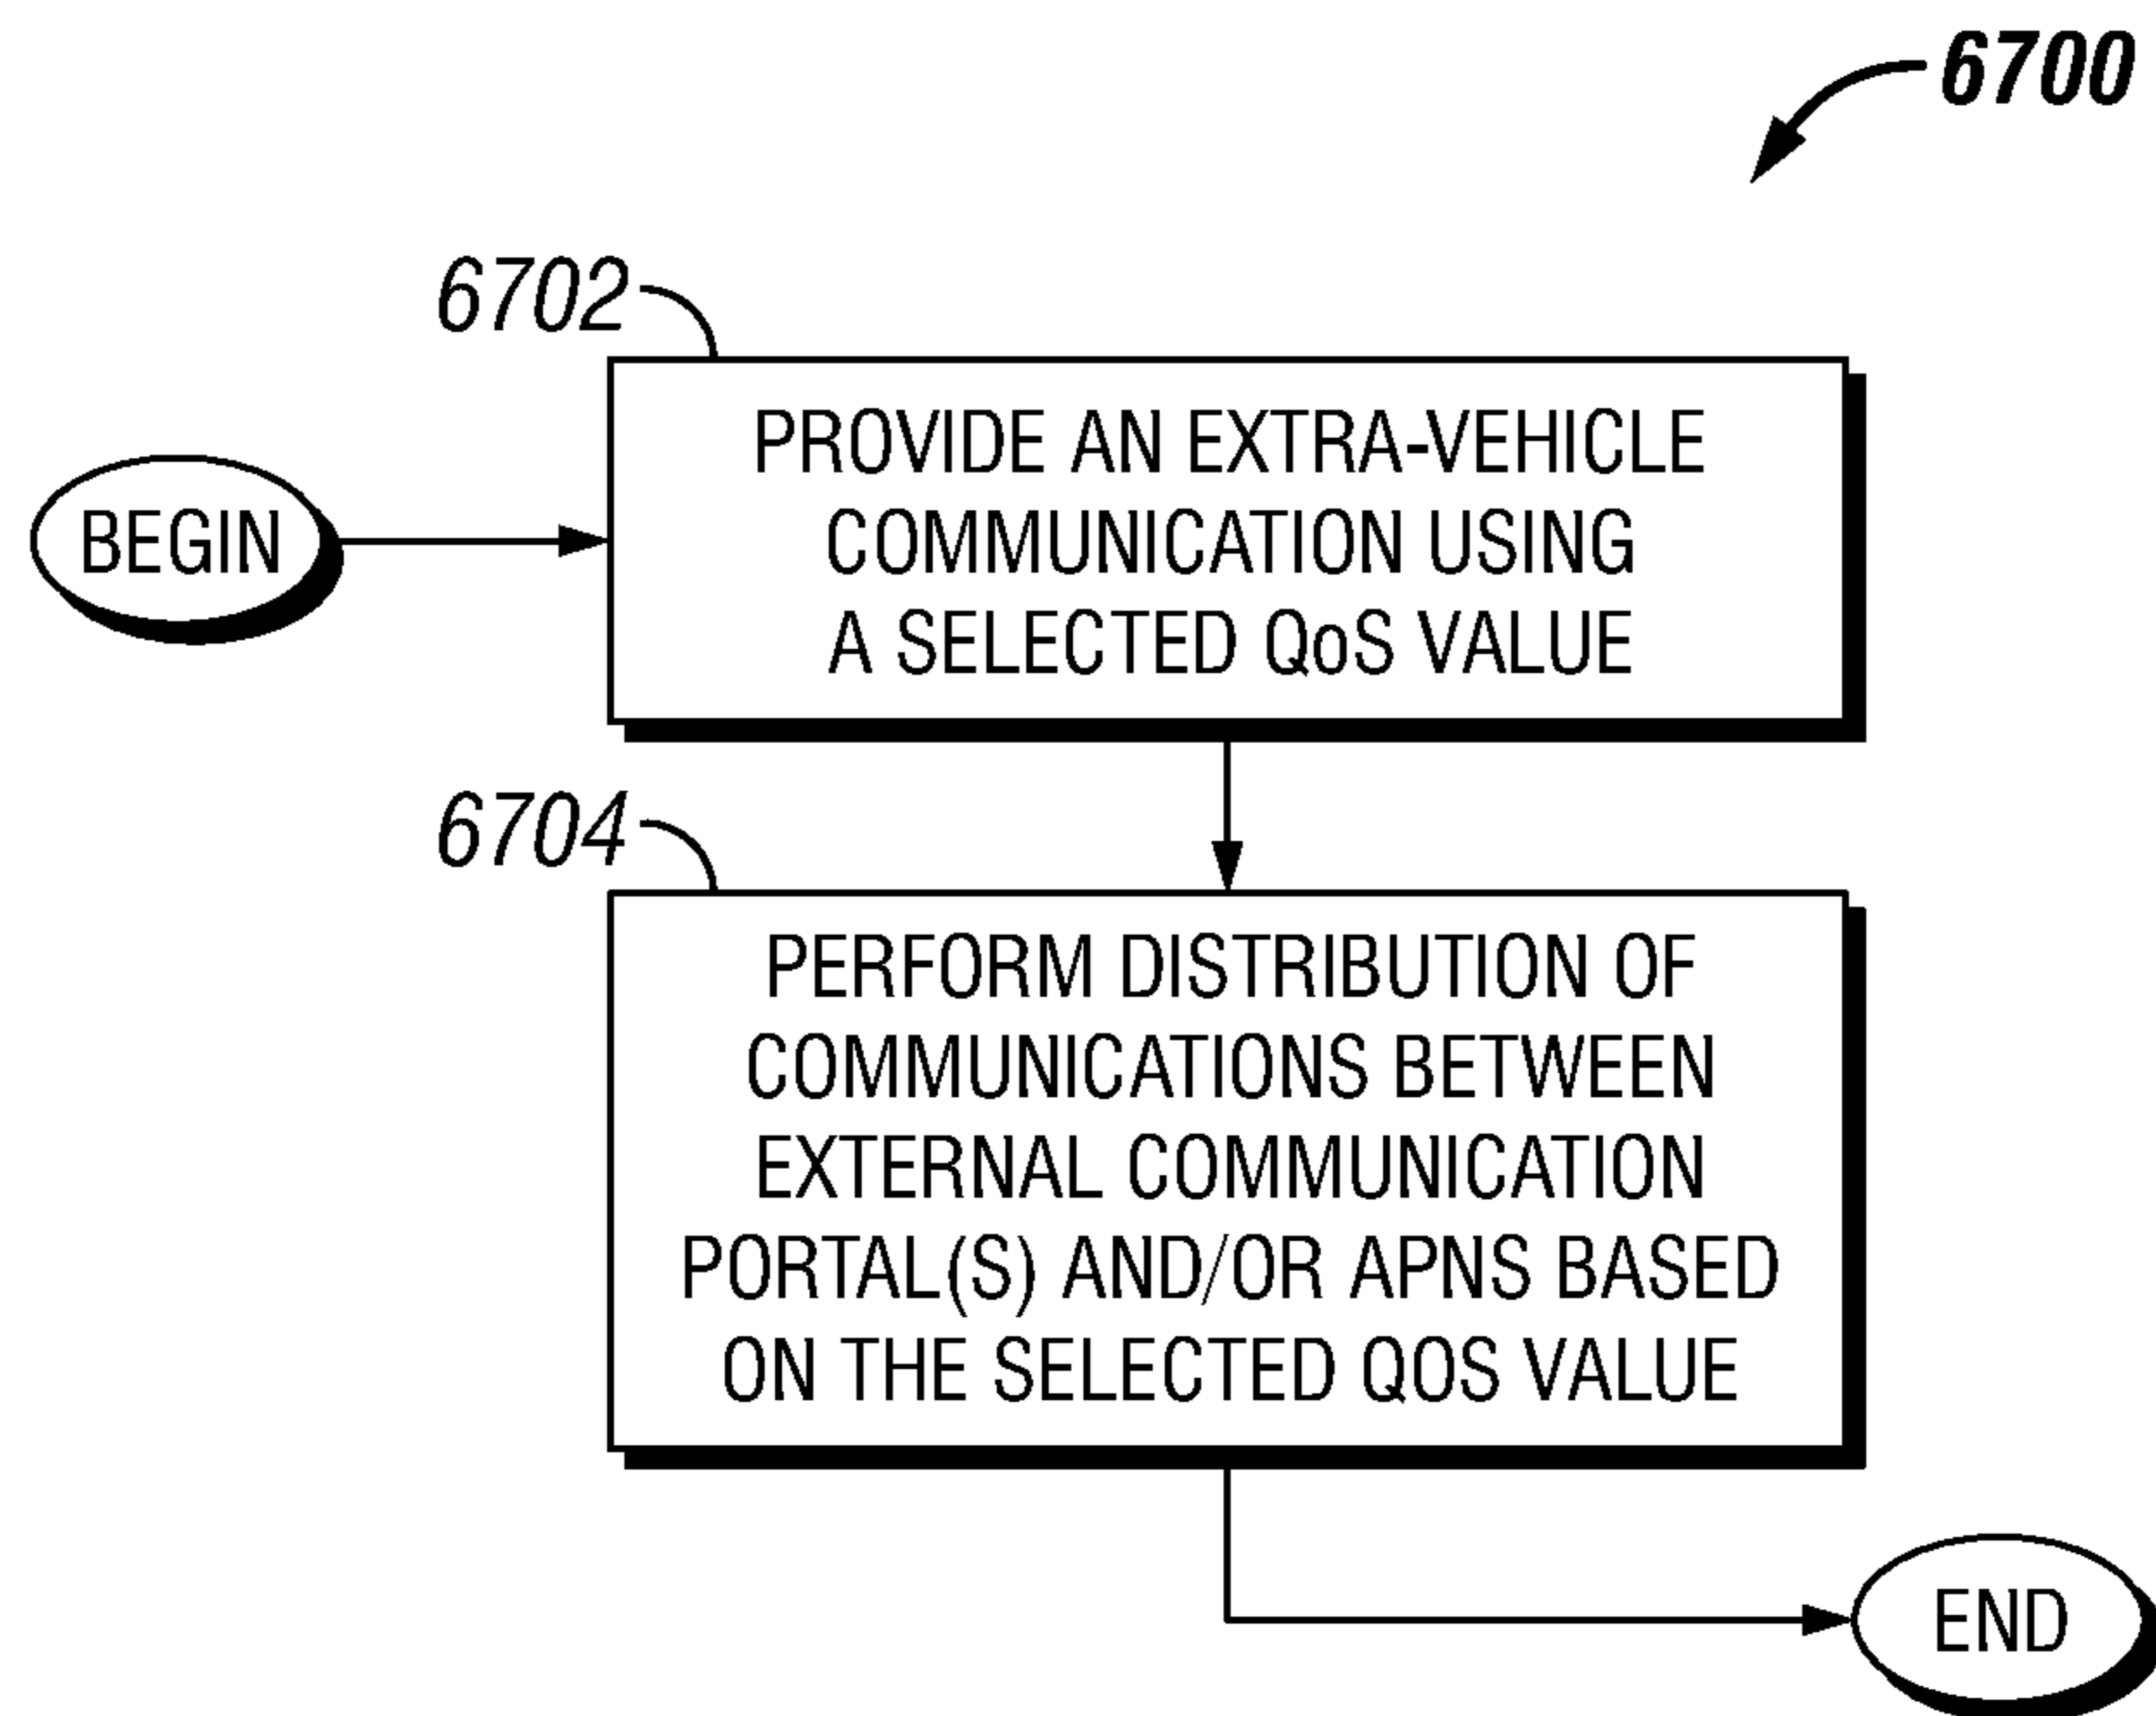 6700
6702
PROVIDE AN EXTRA-VEHICLE
COMMUNICATION USING
A SELECTED QoS VALUE
BEGIN
6704
PERFORM DISTRIBUTION OF
COMMUNICATIONS BETWEEN
EXTERNAL COMMUNICATION
PORTAL(S) AND/OR APNS BASED
ON THE SELECTED QOS VALUE
END